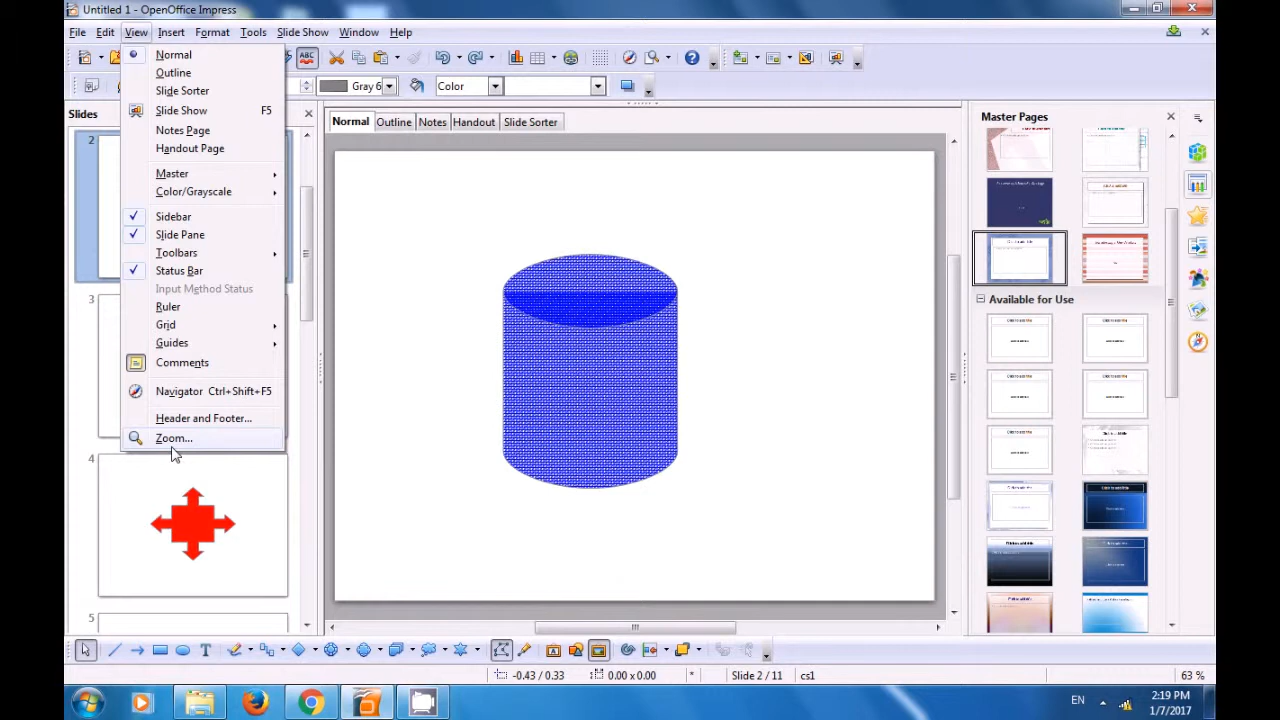 Untitled 1 - OpenOffice Impress
File Edit View Insert Format Tools Slide Show Window Help
Normal
Outline
Slide Sorter
Slide Show F5
Notes Page
Handout Page
Master
Color/Grayscale
Sidebar
Slide Pane
Toolbars
Status Bar
Input Method Status
Ruler
Grid
Guides
Comments
Navigator Ctrl+Shift+F5
Header and Footer...
Zoom...
ABC
Gray 6
Color
Slides
2
3
4
5
Normal Outline Notes Handout Slide Sorter
Master Pages
Available for Use
-0.43 / 0.33
0.00 x 0.00
*
Slide 2 / 11
cs1
63 %
EN
2:19 PM
1/7/2017